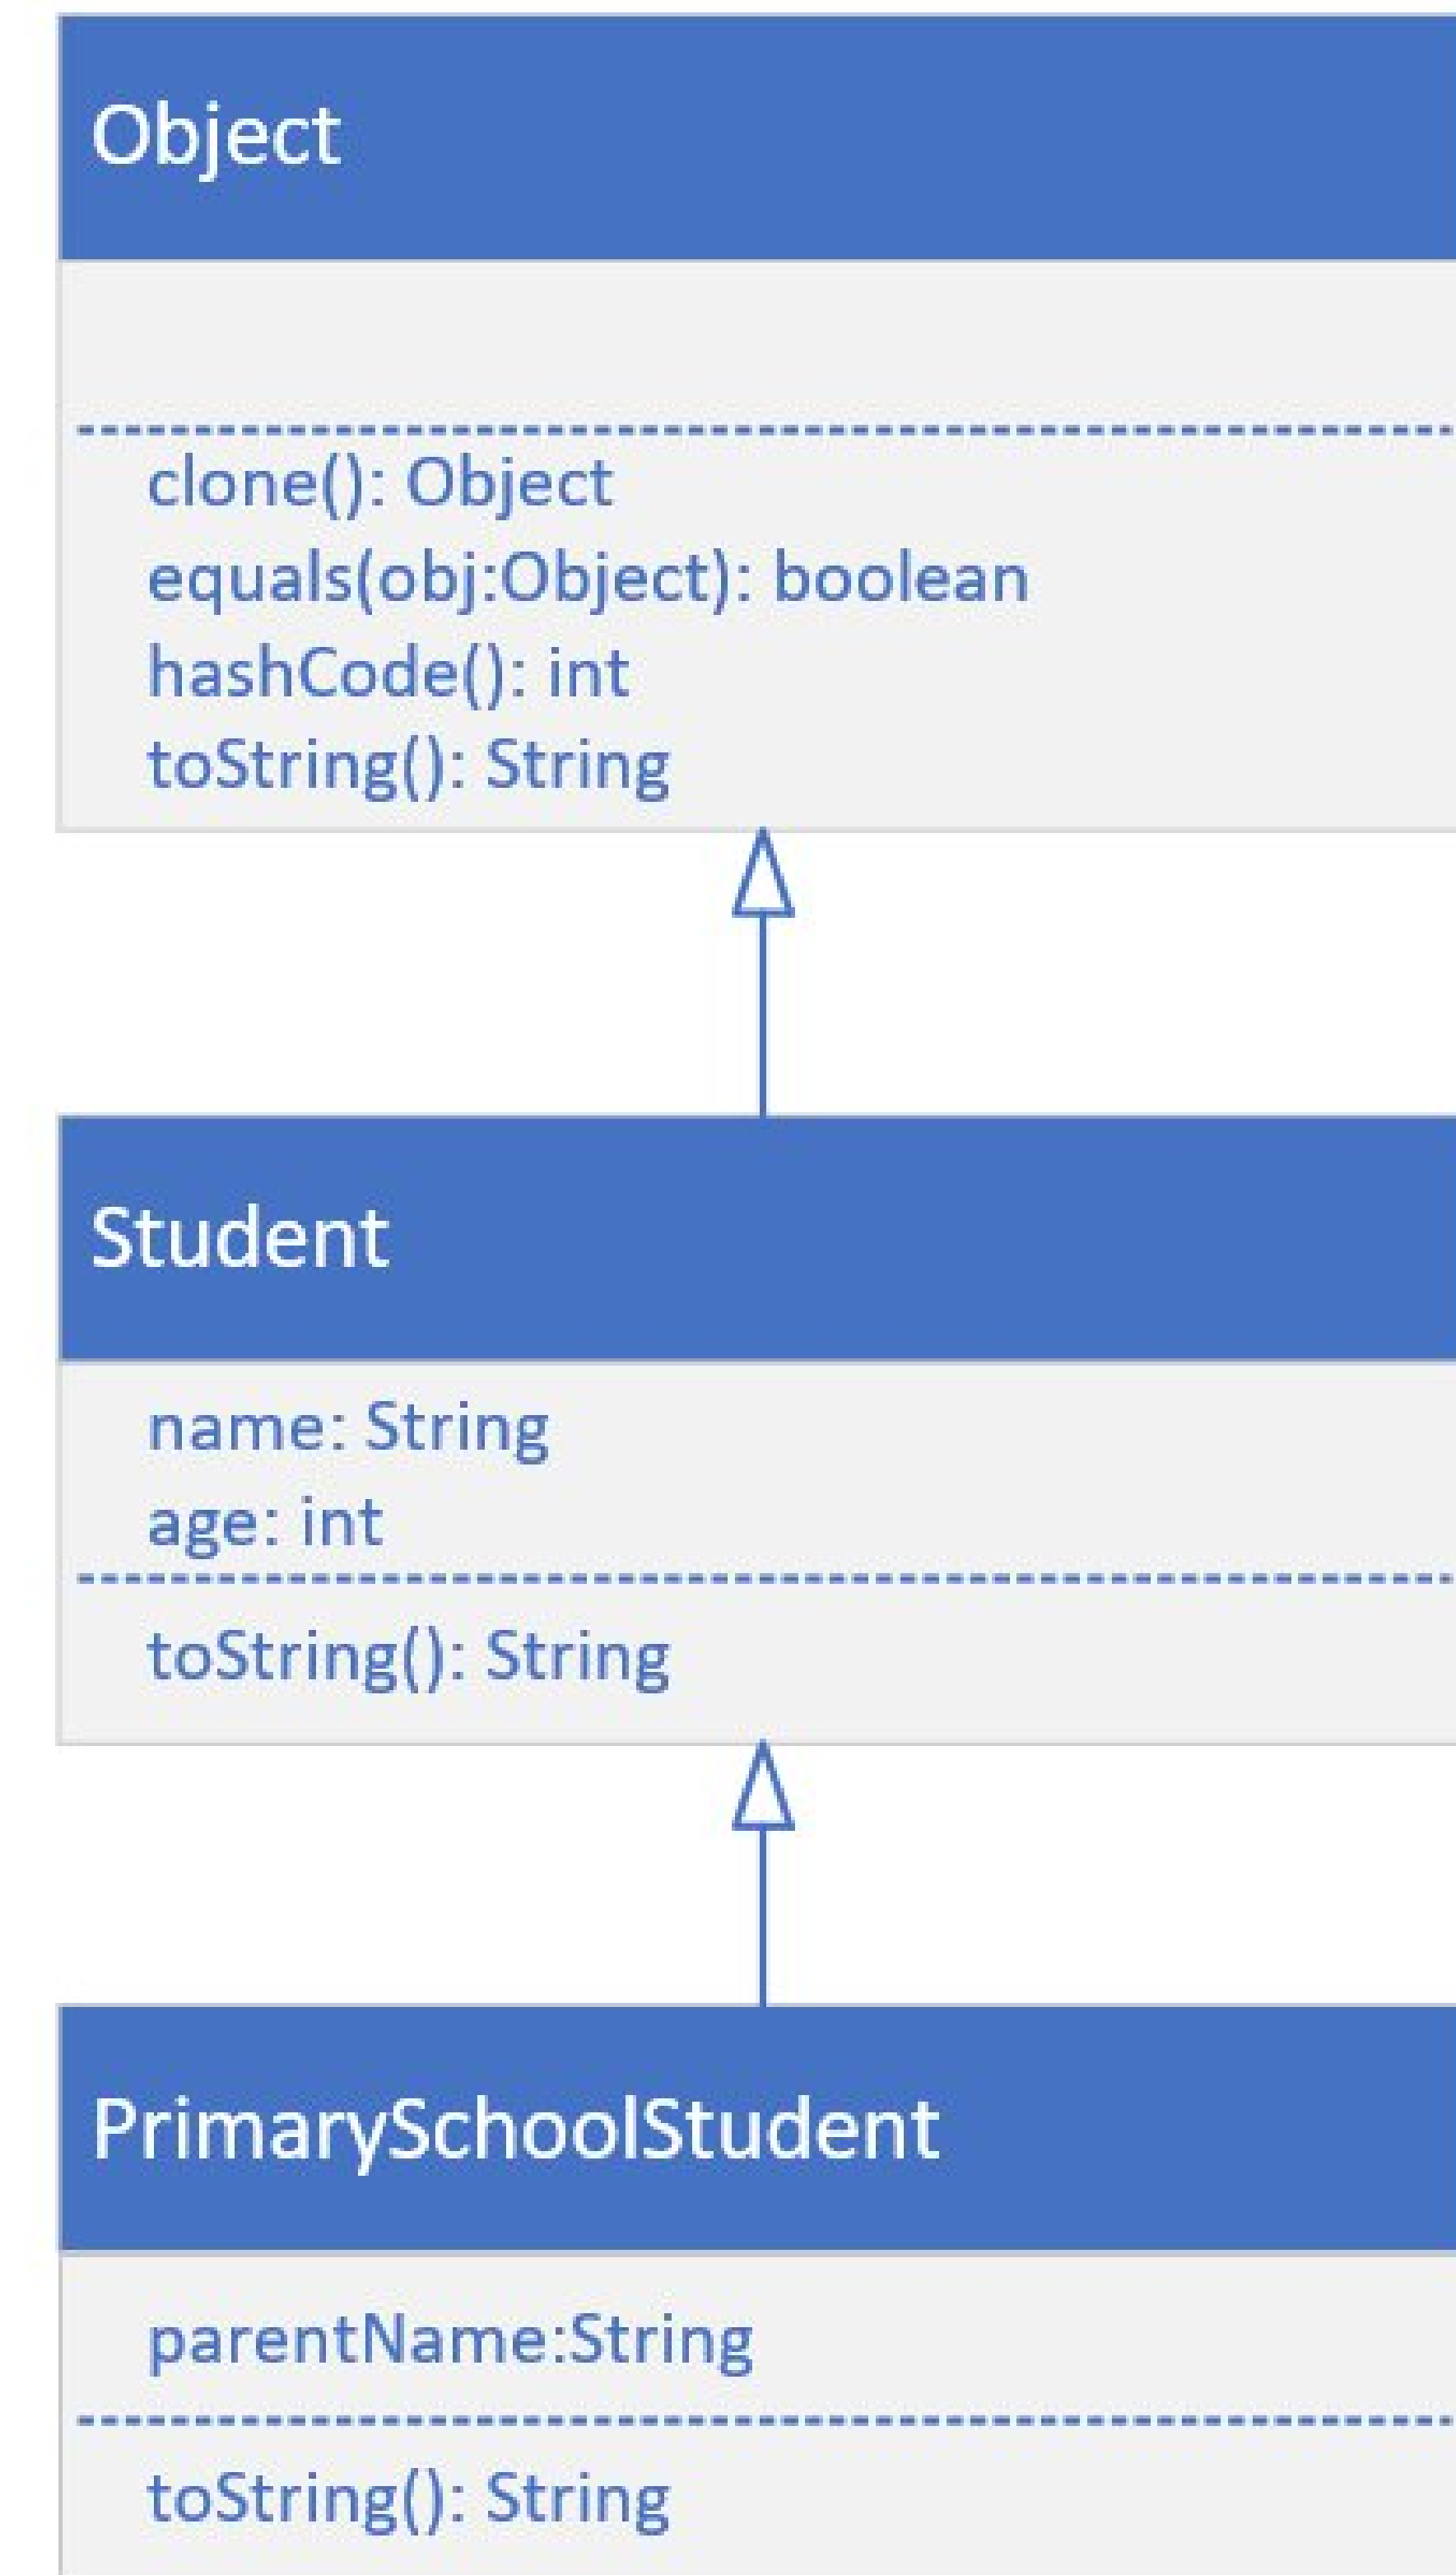 Object
clone(): Object
equals(obj:Object): boolean
hashCode(): int
toString(): String
Student
name: String
age: int
toString(): String
PrimarySchoolStudent
parentName:String
toString(): String